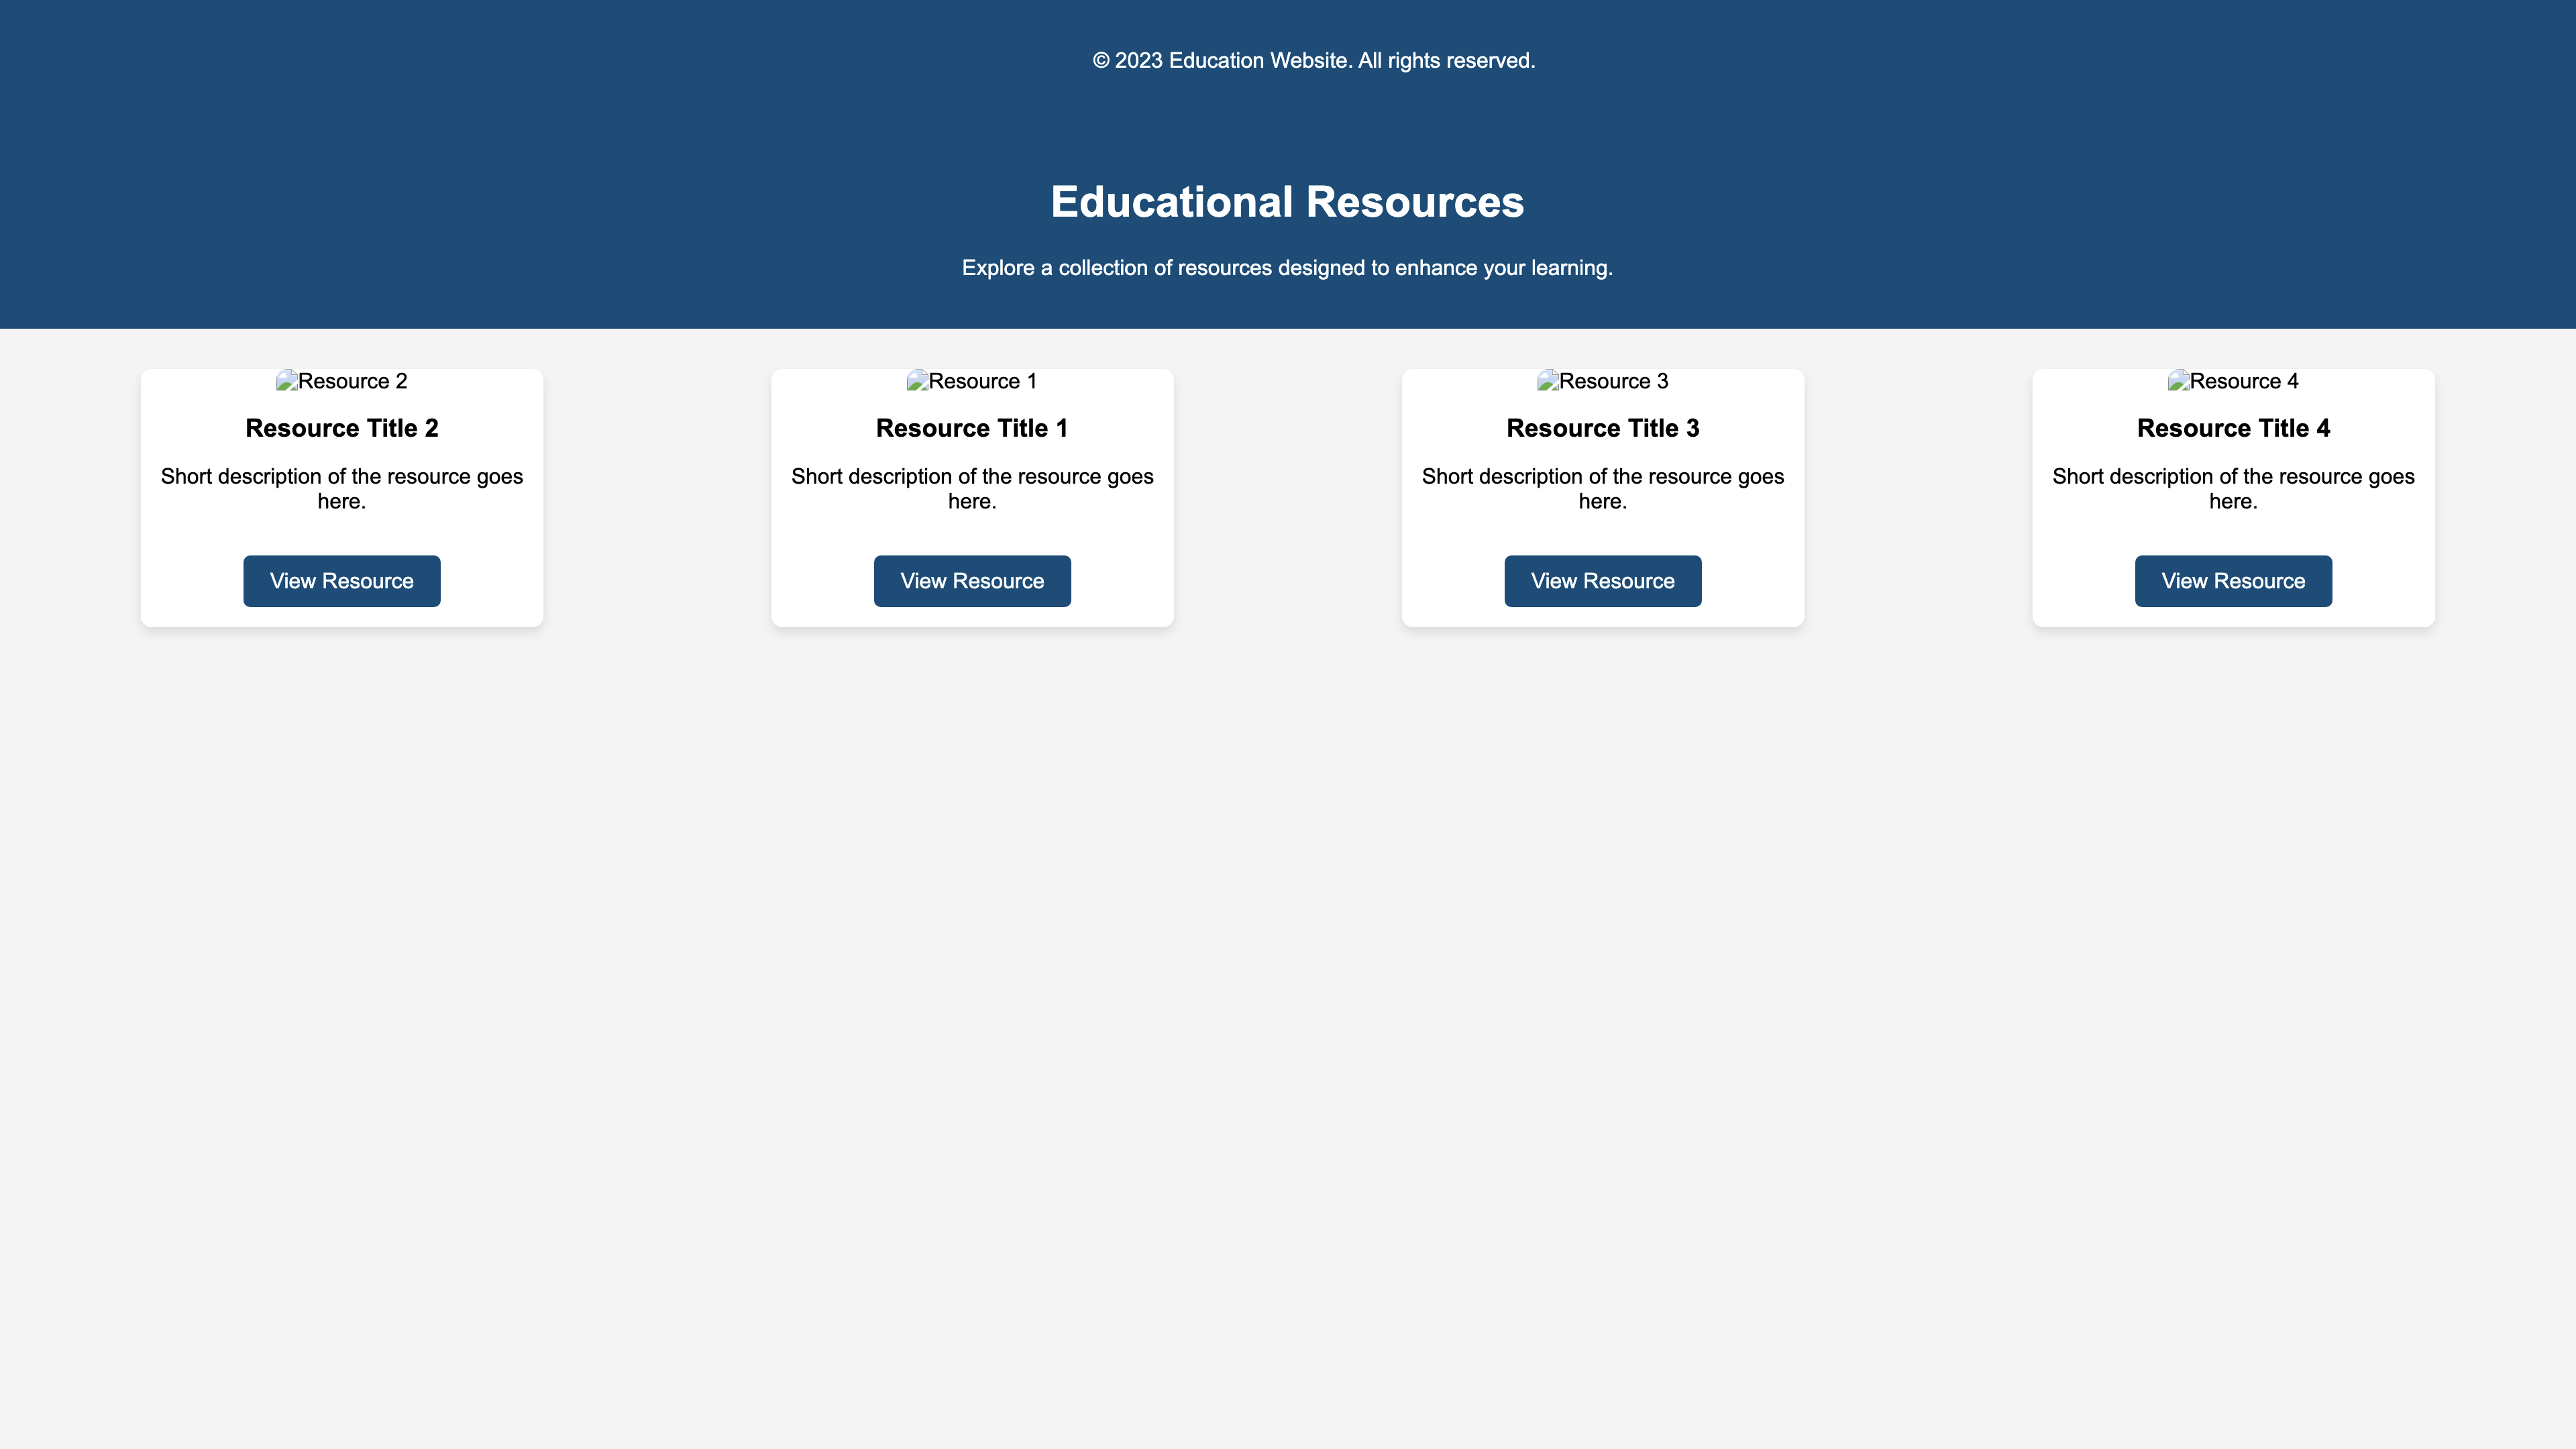 © 2023 Education Website. All rights reserved.
Educational Resources
Explore a collection of resources designed to enhance your learning.
Resource 2
Resource Title 2
Short description of the resource goes
here.
View Resource
Resource 1
Resource Title 1
Short description of the resource goes
here.
View Resource
Resource 3
Resource Title 3
Short description of the resource goes
here.
View Resource
Resource 4
Resource Title 4
Short description of the resource goes
here.
View Resource